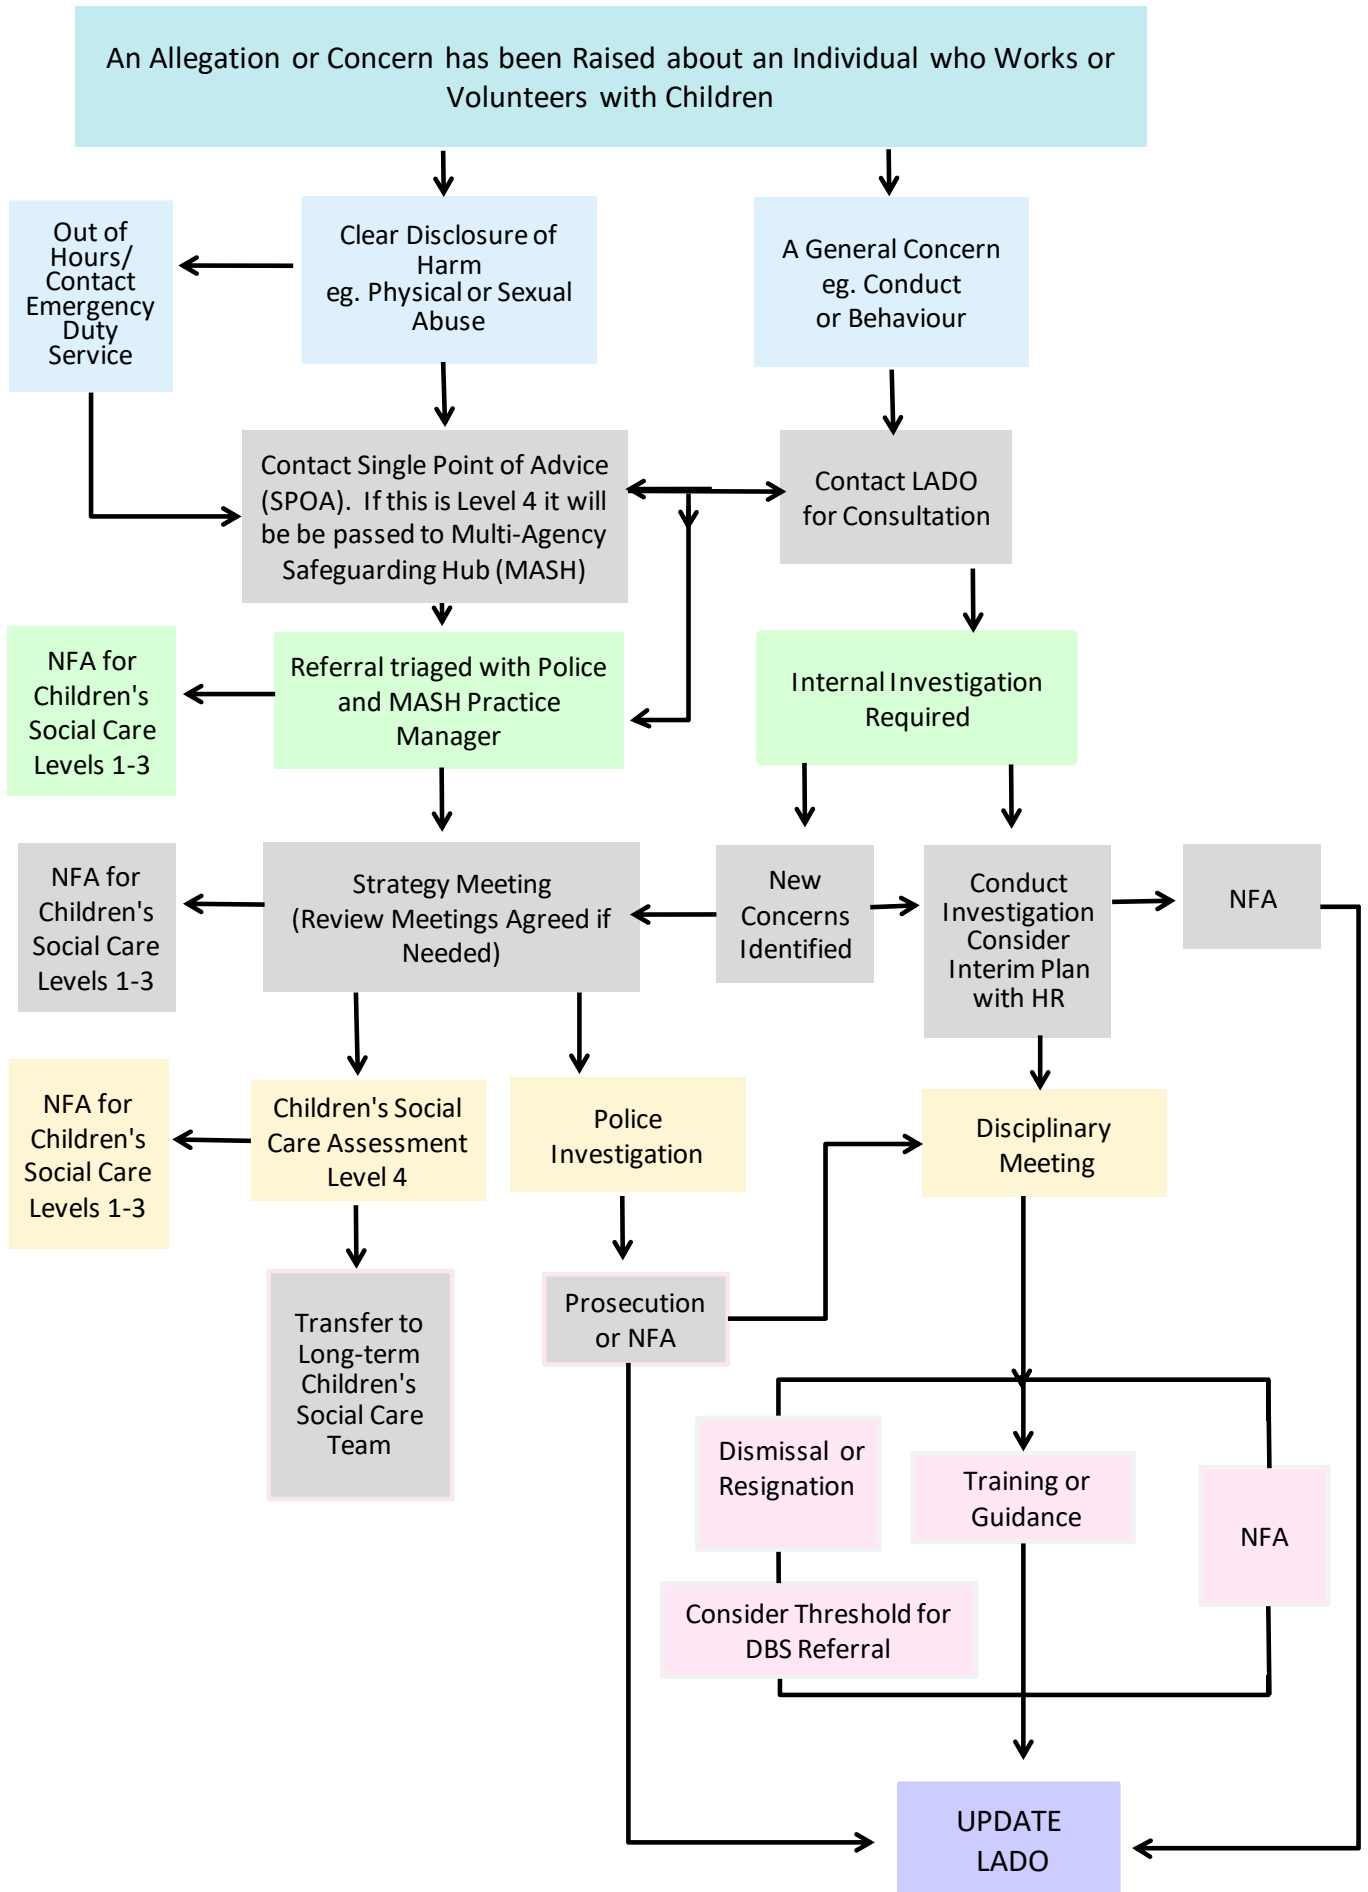 An Allegation or Concern has been Raised about an Individual who Works or
Volunteers with Children
Out of
Hours/
Contact
Emergency
Duty
Service
Clear Disclosure of
Harm
eg. Physical or Sexual
Abuse
A General Concern
eg. Conduct
or Behaviour
Contact Single Point of Advice
(SPOA). If this is Level 4 it will
be be passed to Multi-Agency
Safeguarding Hub (MASH)
Contact LADO
for Consultation
NFA for
Children's
Social Care
Levels 1-3
Referral triaged with Police
and MASH Practice
Manager
Internal Investigation
Required
NFA for
Children's
Social Care
Levels 1-3
Strategy Meeting
(Review Meetings Agreed if
Needed)
New
Concerns
Identified
Conduct
Investigation
Consider
Interim Plan
with HR
NFA
NFA for
Children's
Social Care
Levels 1-3
Children's Social
Care Assessment
Level 4
Police
Investigation
Disciplinary
Meeting
Transfer to
Long-term
Children's
Social Care
Team
Prosecution
or NFA
Dismissal or
Resignation
Training or
Guidance
NFA
Consider Threshold for
DBS Referral
UPDATE
LADO